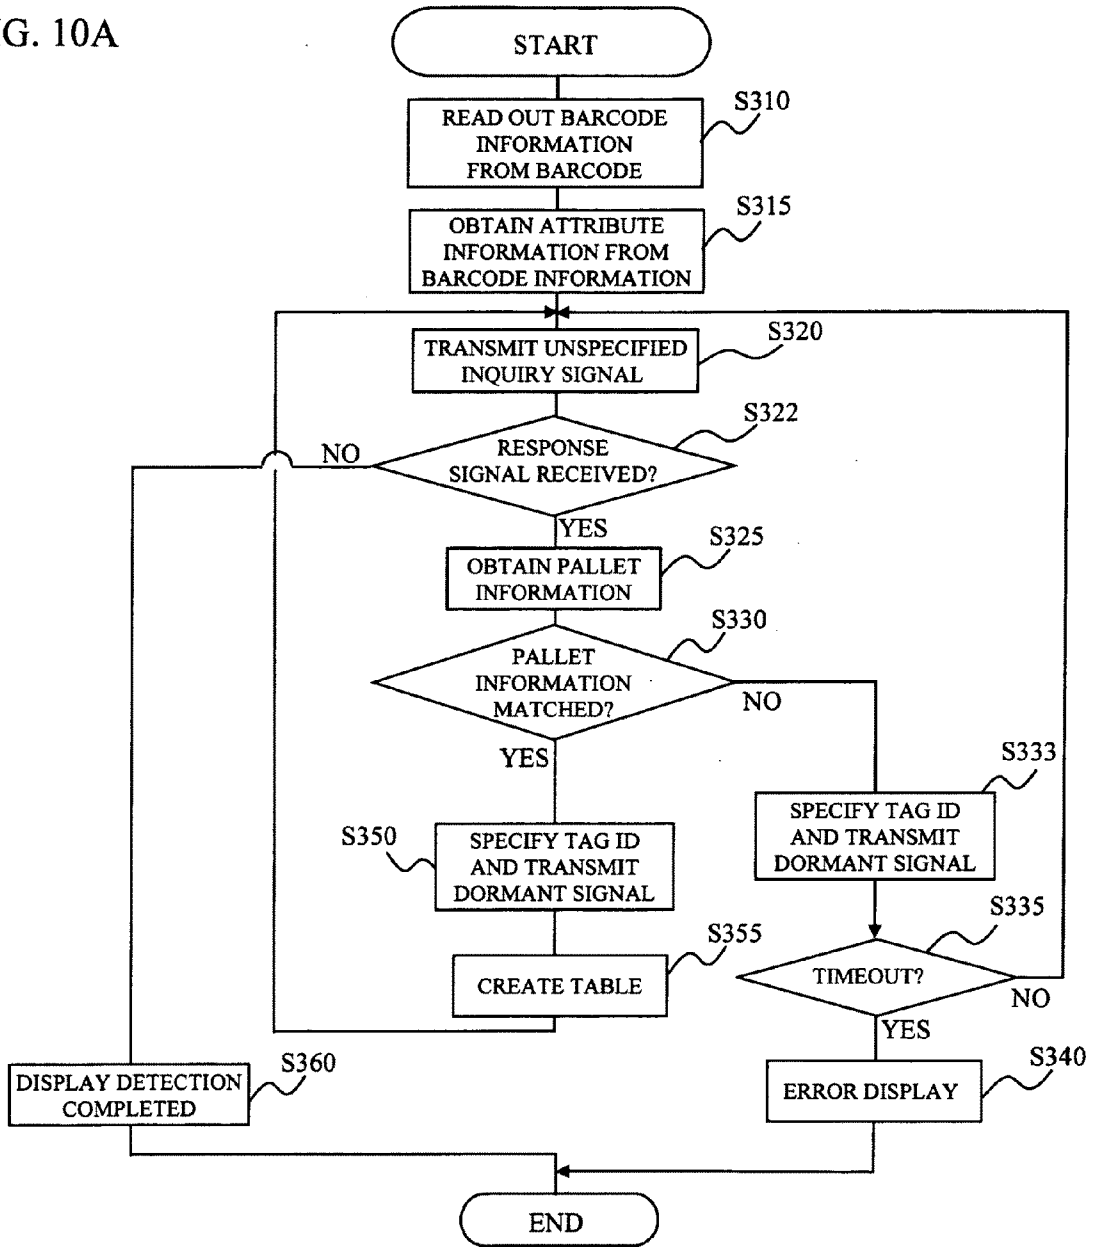 G. 10A
START
S310
READ OUT BARCODE
INFORMATION
FROM BARCODE
S315
OBTAIN ATTRIBUTE
INFORMATION FROM
BARCODE INFORMATION
S320
TRANSMIT UNSPECIFIED
INQUIRY SIGNAL
S322
RESPONSE
SIGNAL RECEIVED?
NO
YES
S325
OBTAIN PALLET
INFORMATION
S330
PALLET
INFORMATION
MATCHED?
NO
YES
S333
SPECIFY TAG ID
AND TRANSMIT
DORMANT SIGNAL
S350
SPECIFY TAG ID
AND TRANSMIT
DORMANT SIGNAL
S335
TIMEOUT?
NO
YES
S355
CREATE TABLE
S360
DISPLAY DETECTION
COMPLETED
S340
ERROR DISPLAY
END